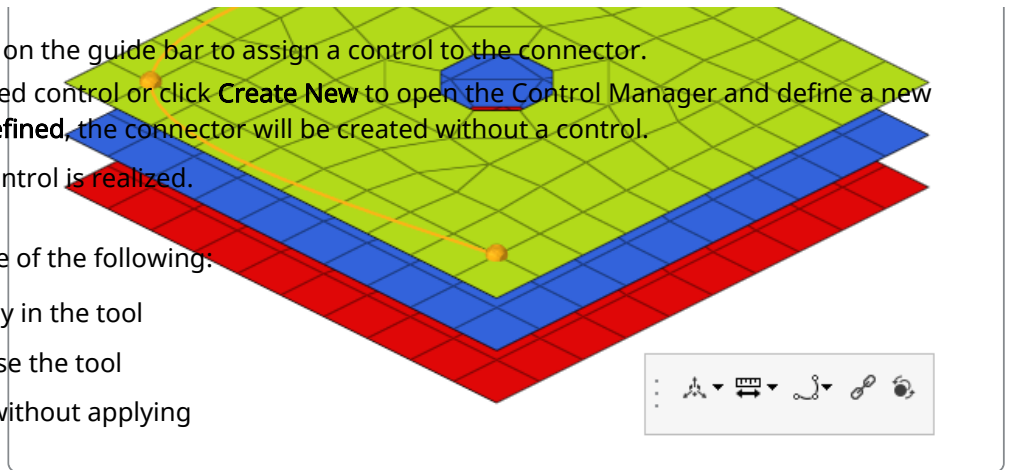 on the guide bar to assign a control to the connector.
ed control or click Create New to open the Control Manager and define a new
efined, the connector will be created without a control.
ntrol is realized.
e of the following:
y in the tool
se the tool
without applying